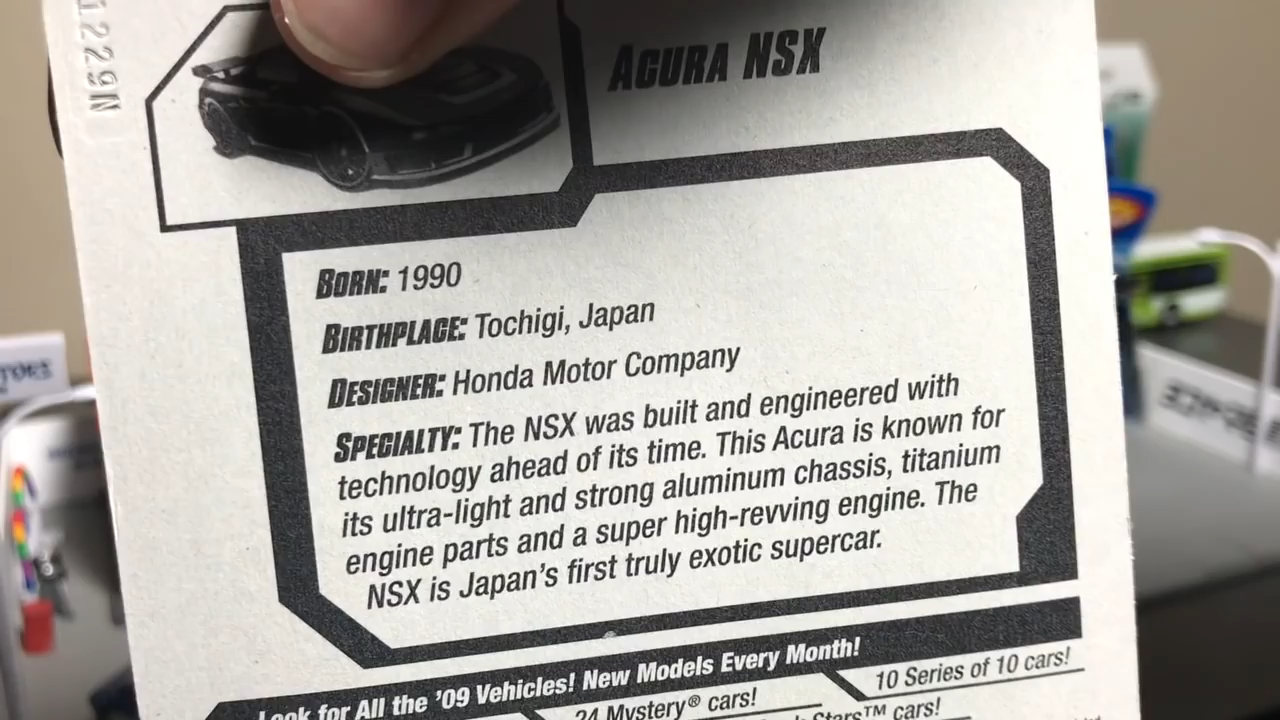 1229N
ACURA NSX
BORN: 1990
BIRTHPLACE: Tochigi, Japan
DESIGNER: Honda Motor Company
SPECIALTY: The NSX was built and engineered with
technology ahead of its time. This Acura is known for
its ultra-light and strong aluminum chassis, titanium
engine parts and a super high-revving engine. The
NSX is Japan's first truly exotic supercar.
Look for All the '09 Vehicles! New Models Every Month!
10 Series of 10 cars!
24 Mystery® cars!
Stars™ cars!